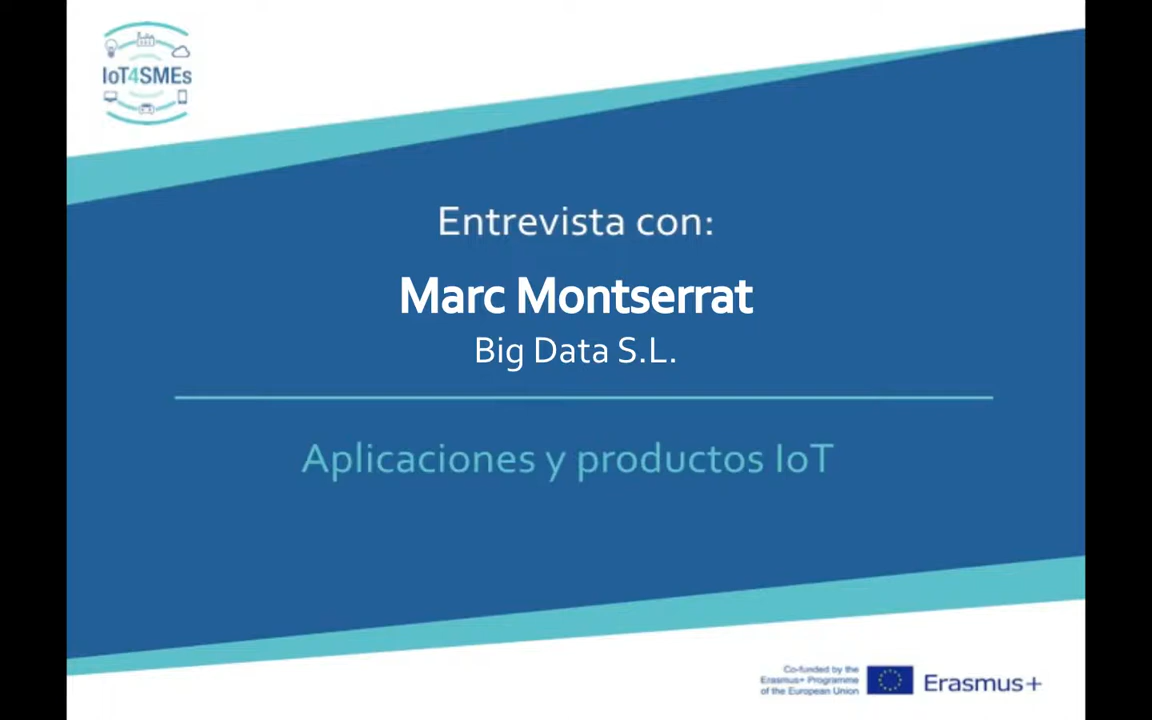 IoT4SMEs
Entrevista con:
Marc Montserrat
Big Data S.L.
Aplicaciones y productos IoT
Co-funded by the
Erasmus+ Programme
of the European Union
Erasmus+